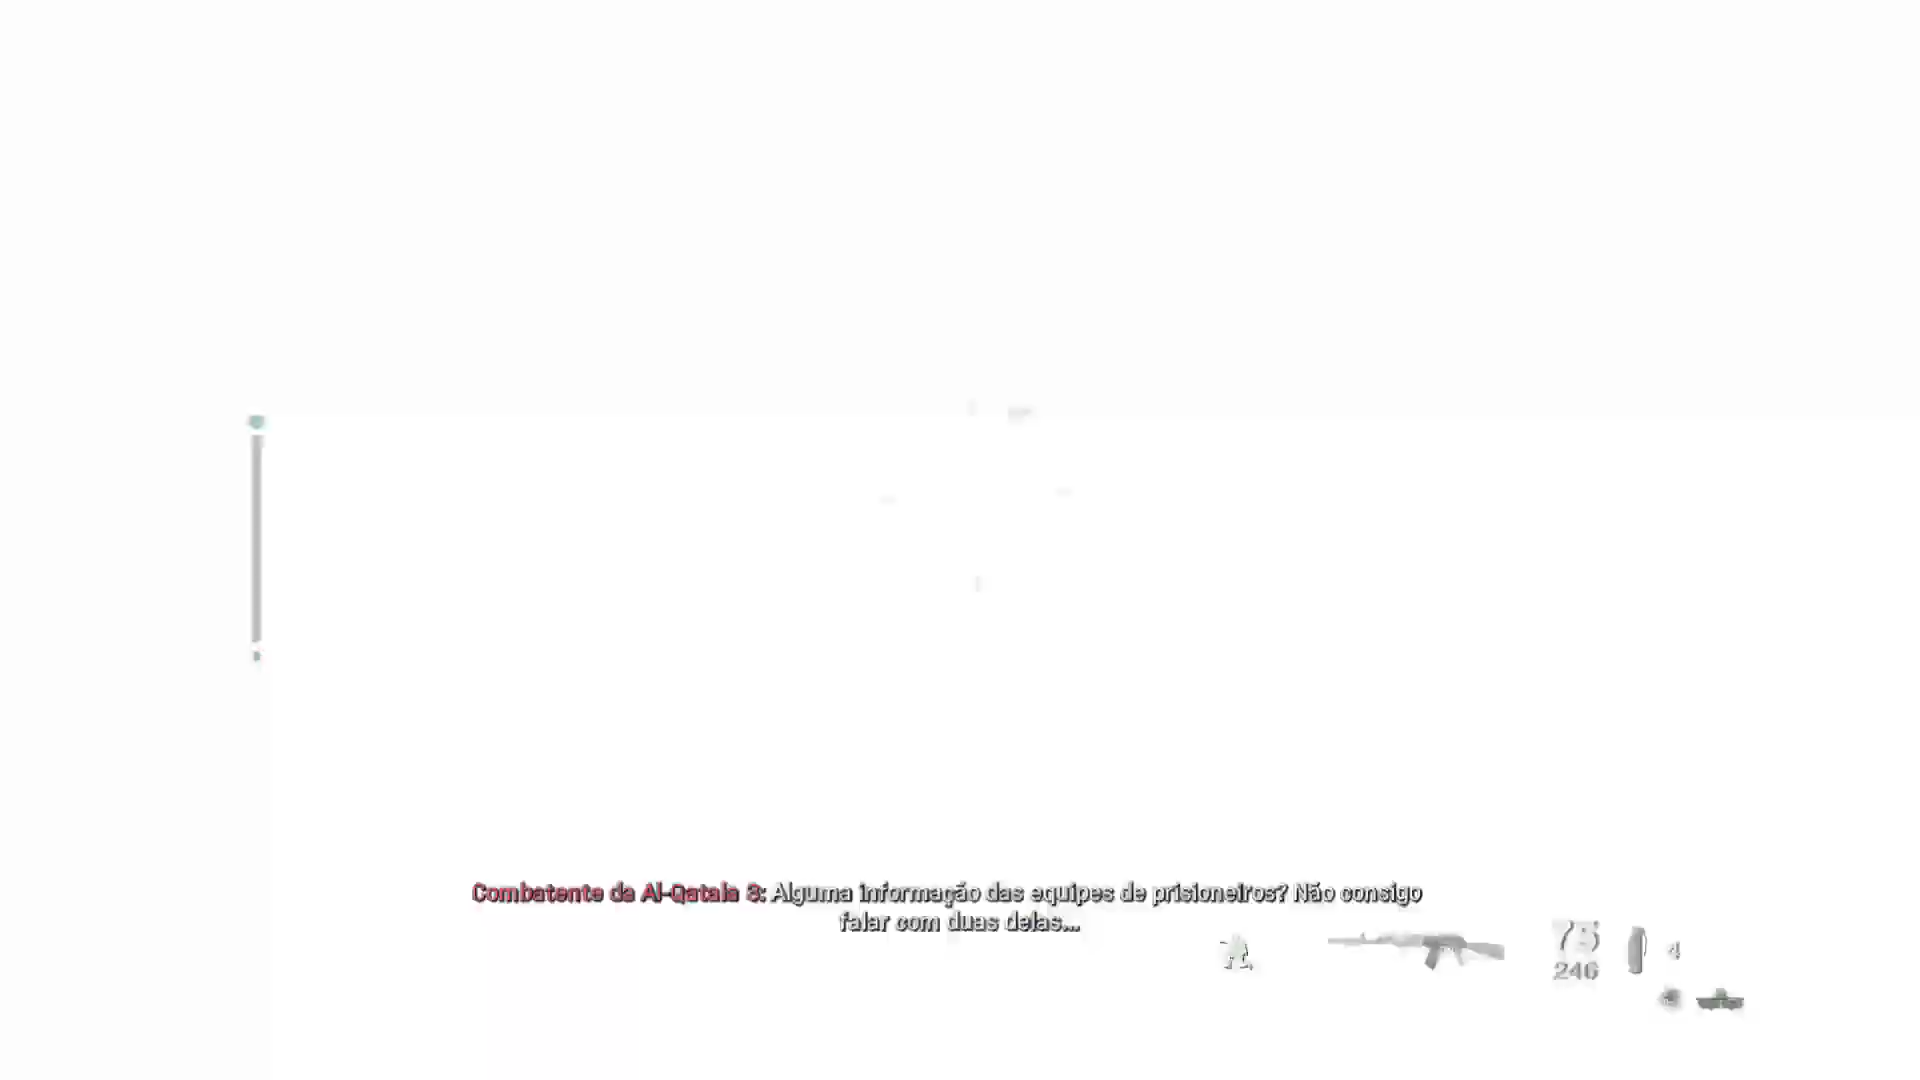 Combatente da Al-Qatala 3: Alguma informação das equipes de prisioneiros? Não consigo
falar com duas delas...
75
246
4